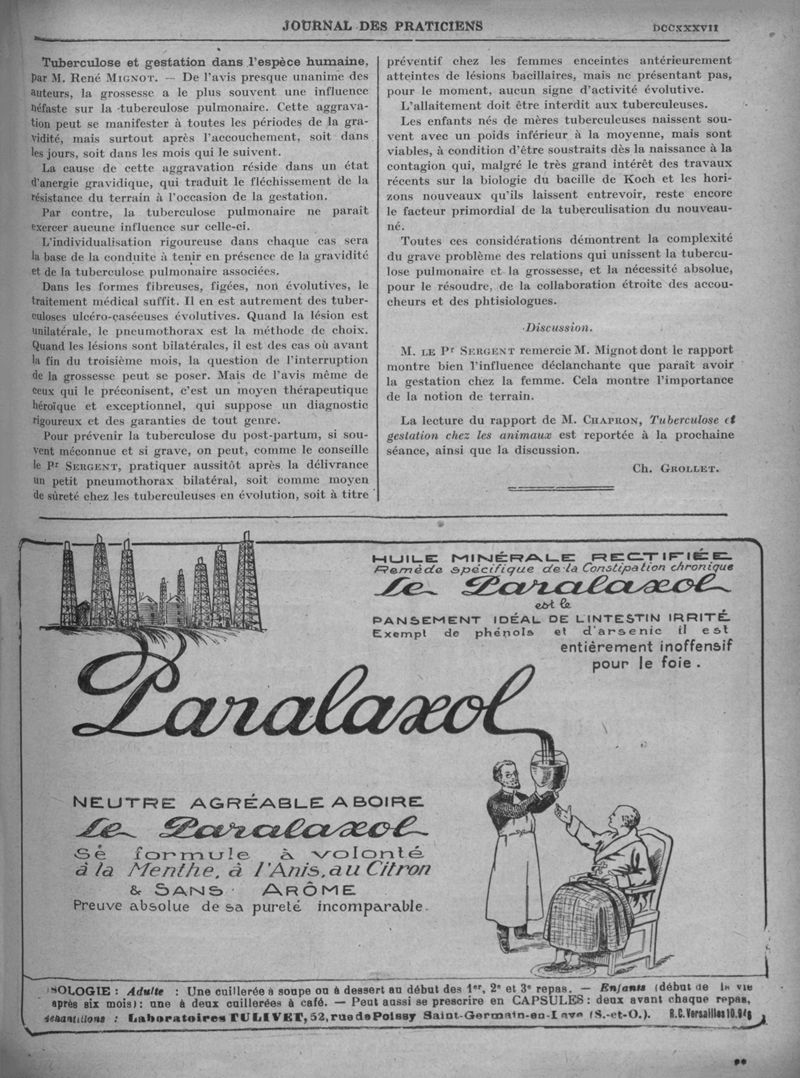 JOURNAL DES PRATICIENS
DCCXXXVII
Tuberculose et gestation dans l'espèce humaine,
par M. René MIGNOT. — De l'avis presque unanime des
auteurs, la grossesse a le plus souvent une influence
néfaste sur la tuberculose pulmonaire. Cette aggrava-
tion peut se manifester à toutes les périodes de la gra-
vidité, mais surtout après l'accouchement, soit dans
les jours, soit dans les mois qui le suivent.
La cause de cette aggravation réside dans un état
d'anergie gravidique, qui traduit le fléchissement de la
résistance du terrain à l'occasion de la gestation.
Par contre, la tuberculose pulmonaire ne paraît
exercer aucune influence sur celle-ci.
L'individualisation rigoureuse dans chaque cas sera
la base de la conduite à tenir en présence de la gravidité
et de la tuberculose pulmonaire associées.
Dans les formes fibreuses, figées, non évolutives, le
traitement médical suffit. Il en est autrement des tuber-
culoses ulcéro-caséeuses évolutives. Quand la lésion est
unilatérale, le pneumothorax est la méthode de choix.
Quand les lésions sont bilatérales, il est des cas où avant
la fin du troisième mois, la question de l'interruption
de la grossesse peut se poser. Mais de l'avis même de
ceux qui le préconisent, c'est un moyen thérapeutique
héroïque et exceptionnel, qui suppose un diagnostic
rigoureux et des garanties de tout genre.
Pour prévenir la tuberculose du post-partum, si sou-
vent méconnue et si grave, on peut, comme le conseille
le Pr SERGENT, pratiquer aussitôt après la délivrance
un petit pneumothorax bilatéral, soit comme moyen
de sûreté chez les tuberculeuses en évolution, soit à titre
préventif chez les femmes enceintes antérieurement
atteintes de lésions bacillaires, mais ne présentant pas,
pour le moment, aucun signe d'activité évolutive.
L'allaitement doit être interdit aux tuberculeuses.
Les enfants nés de mères tuberculeuses naissent sou-
vent avec un poids inférieur à la moyenne, mais sont
viables, à condition d'être soustraits dès la naissance à la
contagion qui, malgré le très grand intérêt des travaux
récents sur la biologie du bacille de Koch et les hori-
zons nouveaux qu'ils laissent entrevoir, reste encore
le facteur primordial de la tuberculisation du nouveau-
né.
Toutes ces considérations démontrent la complexité
du grave problème des relations qui unissent la tubercu-
lose pulmonaire et la grossesse, et la nécessité absolue,
pour le résoudre, de la collaboration étroite des accou-
cheurs et des phtisiologues.
Discussion.
M. LE Pr SERGENT remercie M. Mignot dont le rapport
montre bien l'influence déclanchante que paraît avoir
la gestation chez la femme. Cela montre l'importance
de la notion de terrain.
La lecture du rapport de M. CHAPRON, Tuberculose et
gestation chez les animaux est reportée à la prochaine
séance, ainsi que la discussion.
Ch. GROLLET.
HUILE MINÉRALE RECTIFIÉE
Remède spécifique de la Constipation chronique
Le Paralaxol
est le
PANSEMENT IDÉAL DE L'INTESTIN IRRITÉ
Exempt de phénols et d'arsenic il est
entièrement inoffensif
pour le foie.
Paralaxol
NEUTRE AGRÉABLE A BOIRE
Le Paralaxol
Se formule à volonté
à la Menthe, à l'Anis, au Citron
& SANS ARÔME
Preuve absolue de sa pureté incomparable.
OLOGIE : Adulte : Une cuillerée à soupe ou à dessert au début des 1er, 2e et 3e repas. — Enfants (début de la vie
après six mois): une à deux cuillerées à café. — Peut aussi se prescrire en CAPSULES : deux avant chaque repas,
échantillons : Laboratoires TULIVET, 52, rue de Poissy Saint-Germain-en-Laye (S.-et-O.). R.C. Versailles